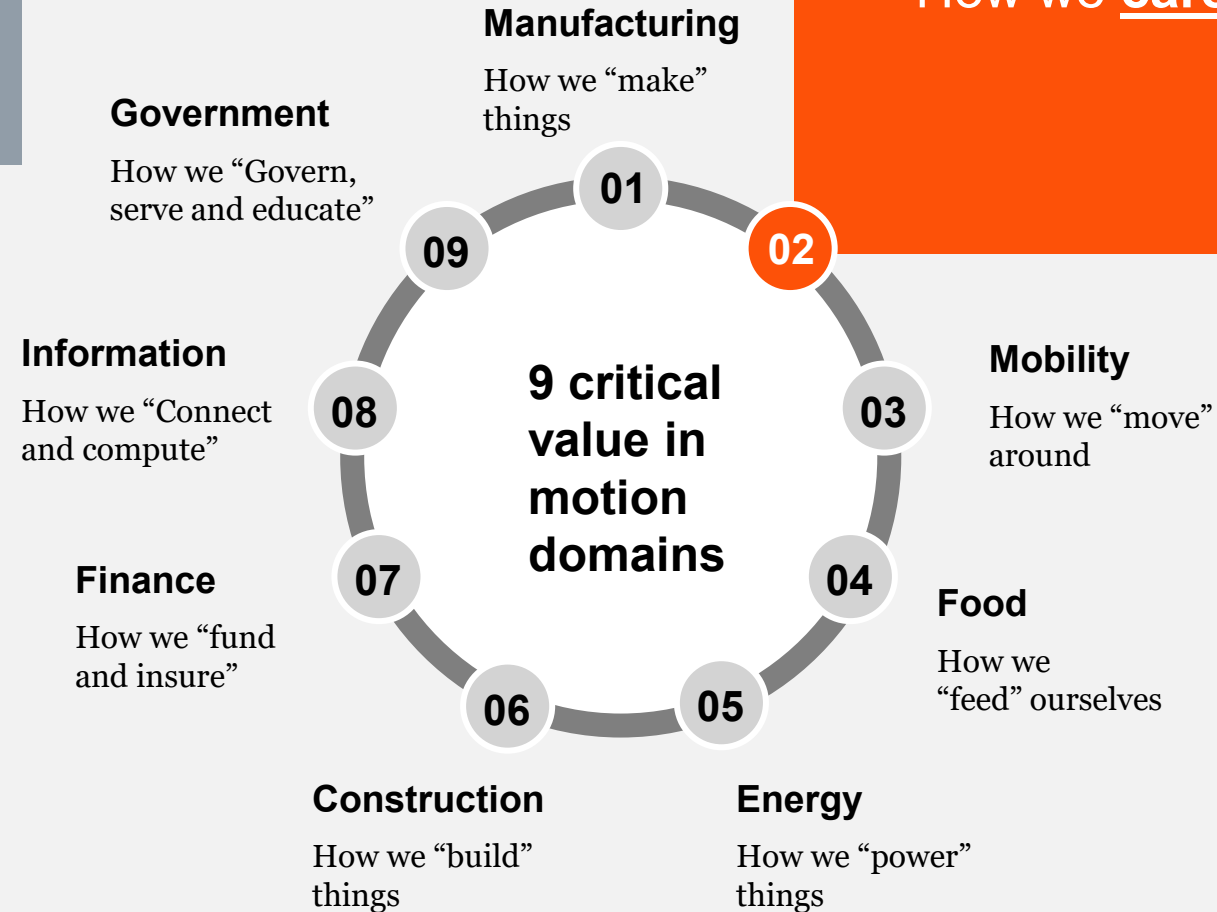 How we care
Manufacturing
How we “make”
things
01
02
Mobility
How we “move”
around
03
Food
How we
“feed” ourselves
04
Energy
How we “power”
things
05
Construction
How we “build”
things
06
Finance
How we “fund
and insure”
07
Information
How we “Connect
and compute”
08
Government
How we “Govern,
serve and educate”
09
9 critical
value in
motion
domains